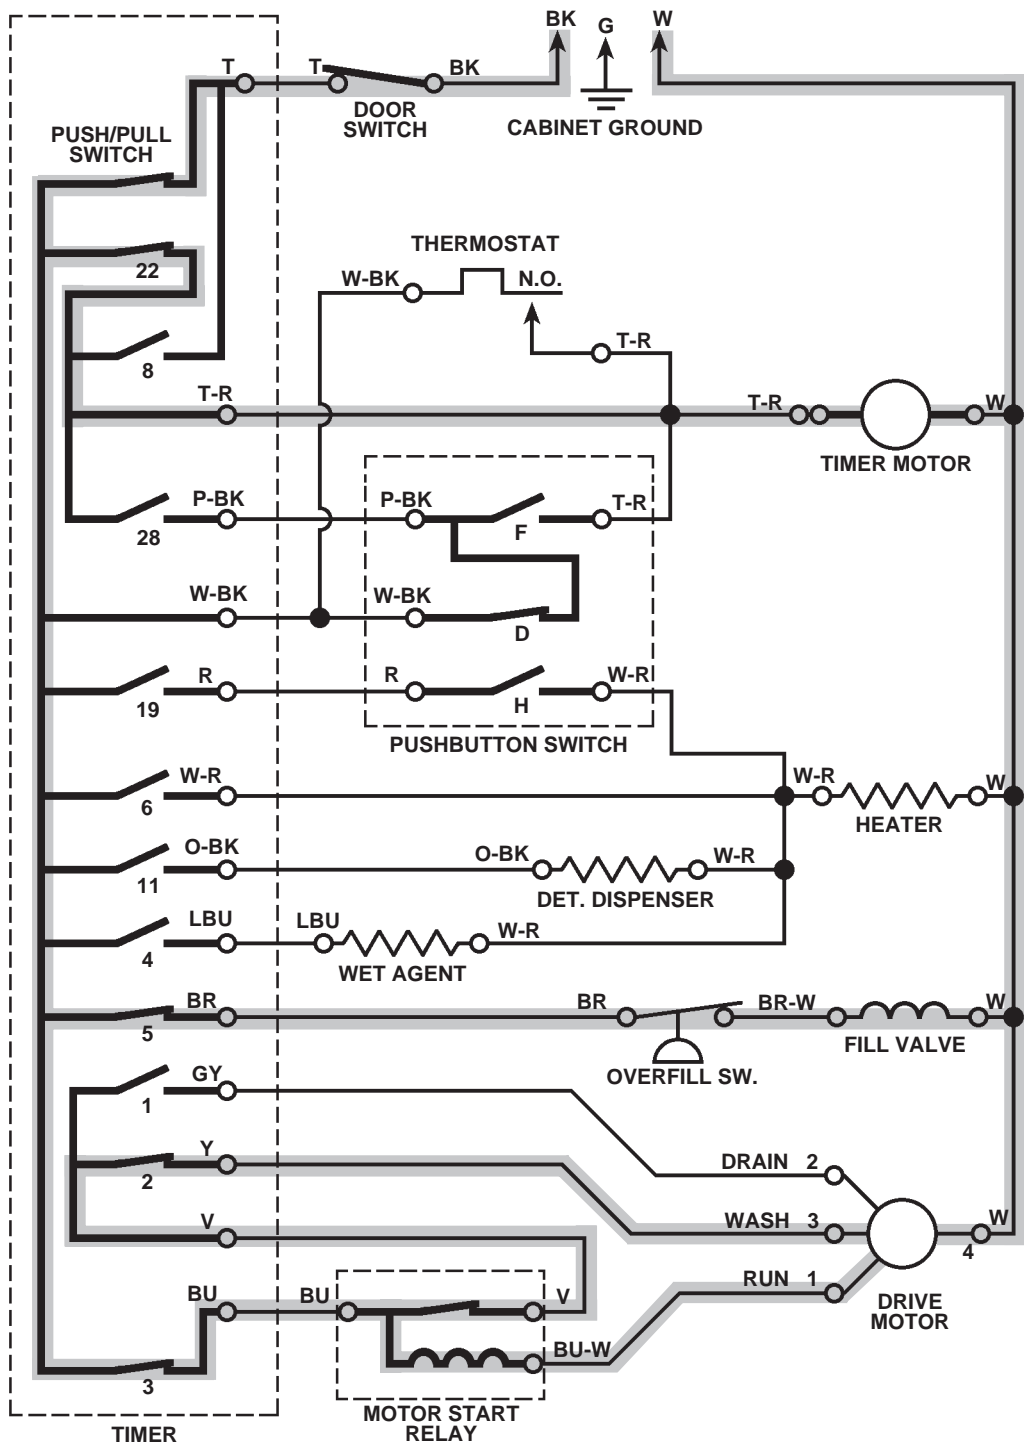 BK G W
T T BK
DOOR
SWITCH
CABINET GROUND
PUSH/PULL
SWITCH
THERMOSTAT
22
W-BK N.O.
T-R
8
T-R T-R W
TIMER MOTOR
P-BK P-BK T-R
28 F
W-BK W-BK
D
R R W-R
19 H
PUSHBUTTON SWITCH
W-R W-R W
6 HEATER
O-BK O-BK W-R
11 DET. DISPENSER
LBU LBU W-R
4 WET AGENT
BR BR BR-W W
5 FILL VALVE
OVERFILL SW.
GY
1
Y DRAIN 2
2
V WASH 3 W
4
BU BU V RUN 1
DRIVE
MOTOR
BU-W
3
MOTOR START
RELAY
TIMER